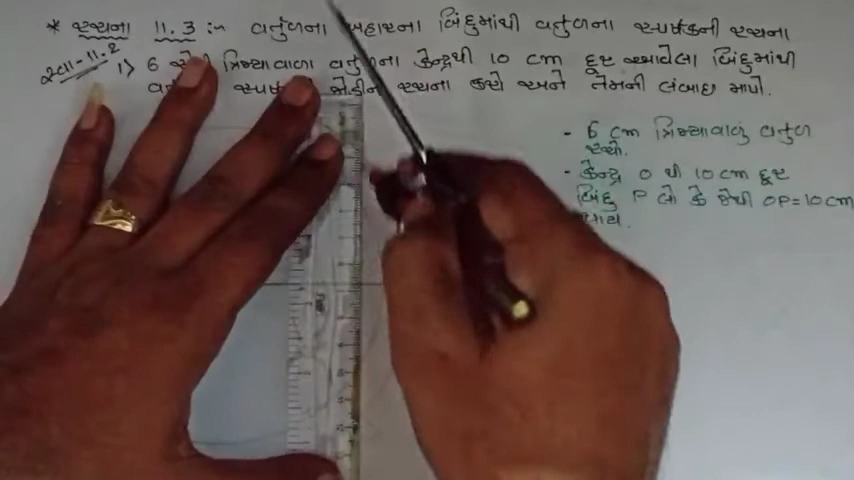 * રચના 11.3 :- વર્તુળના બહારના બિંદુમાંથી વર્તુળના સ્પર્શકની રચના
સ્વા-11.2 1) 6 ત્રિજ્યાવાળા વર્તુળના કેન્દ્રથી 10 cm દૂર આવેલા બિંદુમાંથી
સ્પર્શકો જોડીની રચના કરો અને તેમની લંબાઇ માપો.
- 6 cm ત્રિજ્યાવાળું વર્તુળ
રચો.
- કેન્દ્ર O થી 10 cm દૂર
બિંદુ P લો કે જેથી OP = 10 cm
થાય.